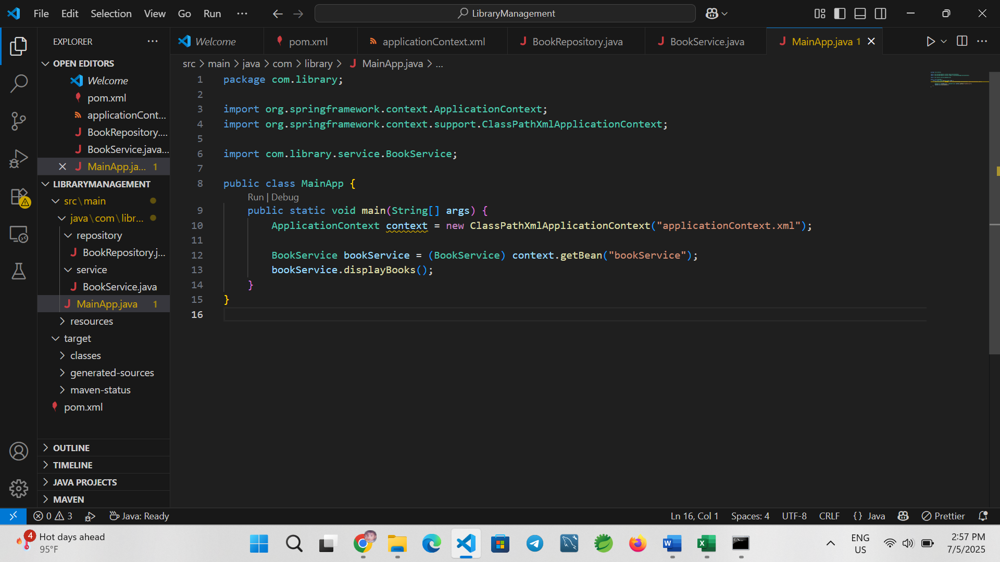 File Edit Selection View Go Run ··· LibraryManagement
EXPLORER ···
OPEN EDITORS
Welcome
pom.xml
applicationCont...
BookRepository....
BookService.java...
MainApp.ja... 1
LIBRARYMANAGEMENT
src\main
java\com\libr...
repository
BookRepository.j...
service
BookService.java
MainApp.java 1
resources
target
classes
generated-sources
maven-status
pom.xml
OUTLINE
TIMELINE
JAVA PROJECTS
MAVEN
Welcome pom.xml applicationContext.xml BookRepository.java BookService.java MainApp.java 1
src > main > java > com > library > MainApp.java > ...
1 package com.library;
2
3 import org.springframework.context.ApplicationContext;
4 import org.springframework.context.support.ClassPathXmlApplicationContext;
5
6 import com.library.service.BookService;
7
8 public class MainApp {
Run | Debug
9 public static void main(String[] args) {
10 ApplicationContext context = new ClassPathXmlApplicationContext("applicationContext.xml");
11
12 BookService bookService = (BookService) context.getBean("bookService");
13 bookService.displayBooks();
14 }
15 }
16
0 3 Java: Ready Ln 16, Col 1 Spaces: 4 UTF-8 CRLF {} Java Prettier
4 Hot days ahead
95°F
ENG
US
2:57 PM
7/5/2025